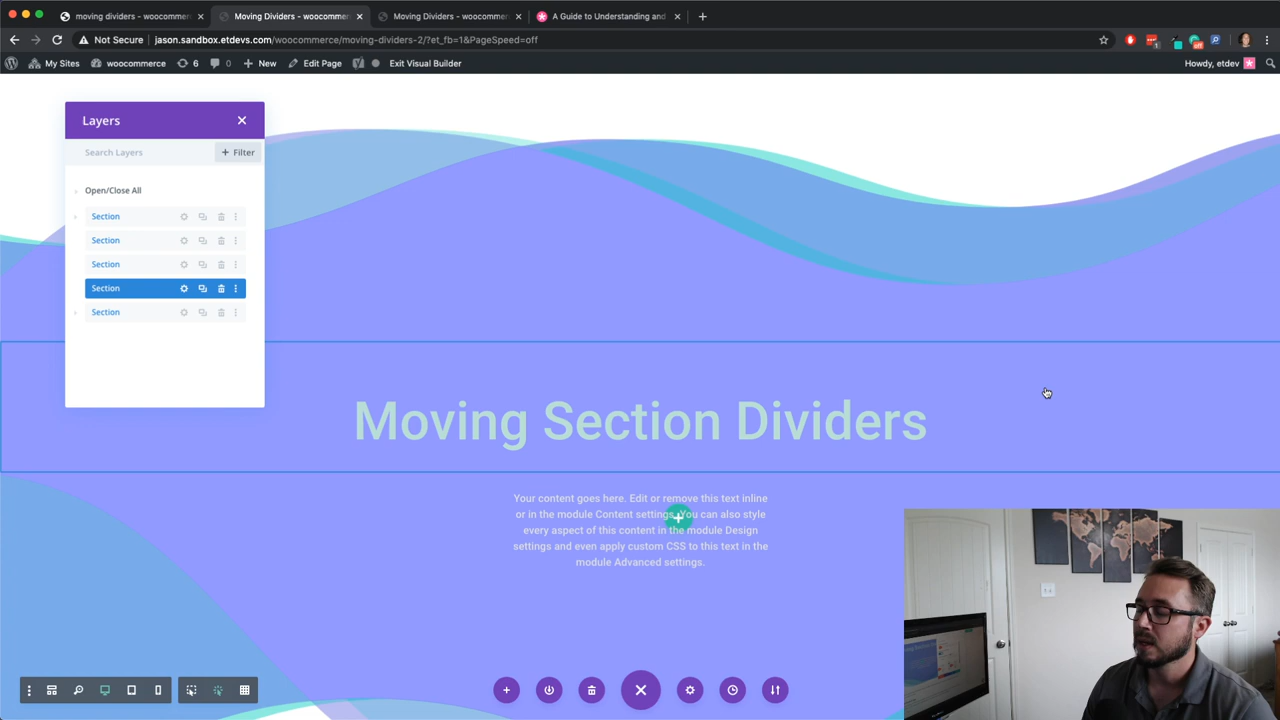 moving dividers – woocommerc
Moving Dividers – woocommerce
Moving Dividers – woocommerce
A Guide to Understanding and
Not Secure
jason.sandbox.etdevs.com/woocommerce/moving-dividers-2/?et_fb=1&PageSpeed=off
My Sites
woocommerce
6
0
New
Edit Page
Exit Visual Builder
Howdy, etdev
Layers
Search Layers
+ Filter
Open/Close All
Section
Section
Section
Section
Section
Moving Section Dividers
Your content goes here. Edit or remove this text inline
or in the module Content settings. You can also style
every aspect of this content in the module Design
settings and even apply custom CSS to this text in the
module Advanced settings.